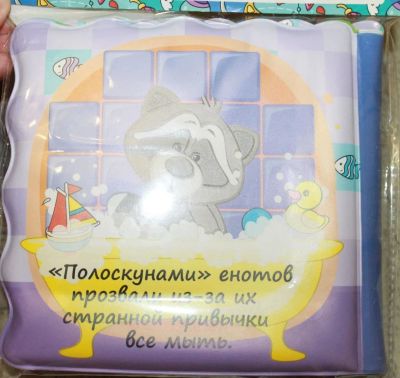 «Полоскунами» енотов
прозвали из-за их
странной привычки
все мыть.